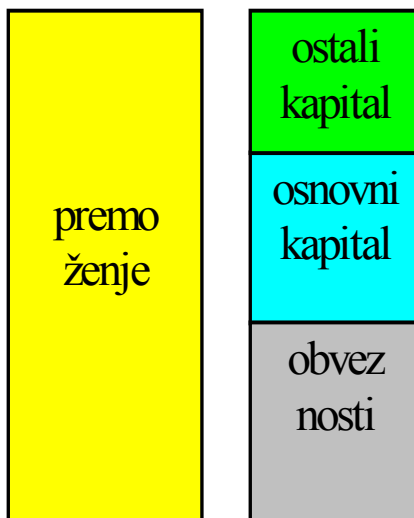 premo
ženje
ostali
kapital
osnovni
kapital
obvez
nosti